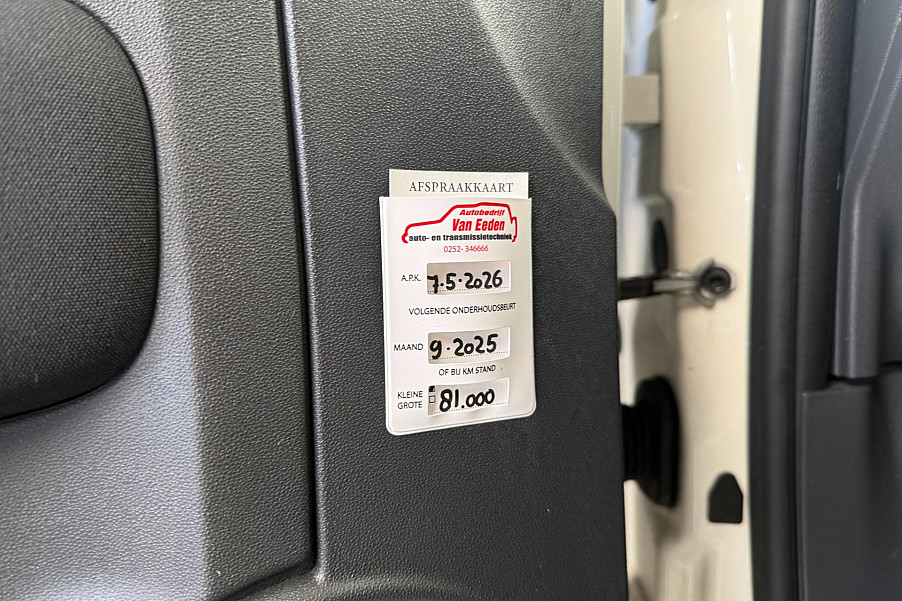 AFSPRAAKKAART
Autobedrijf
Van Eeden
auto- en transmissietechniek
0252- 346666
A.P.K. 7·5·2026
VOLGENDE ONDERHOUDSBEURT
MAAND 9·2025
OF BIJ KM STAND
KLEINE
GROTE 81.000